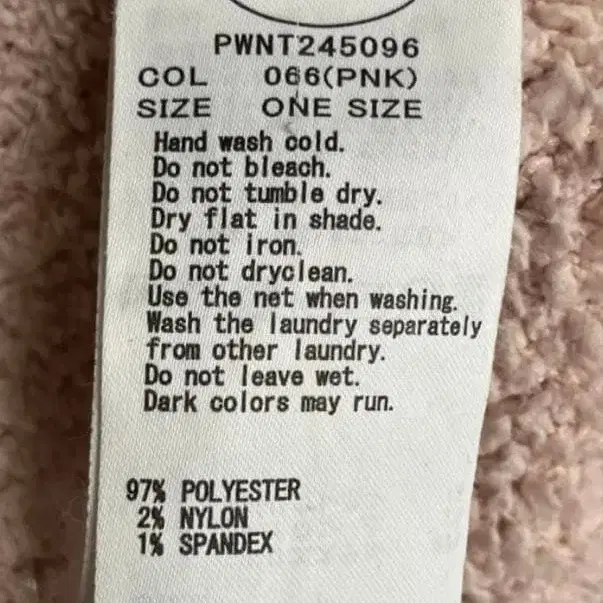 PWNT245096
COL 066(PNK)
SIZE ONE SIZE
Hand wash cold.
Do not bleach.
Do not tumble dry.
Dry flat in shade.
Do not iron.
Do not dryclean.
Use the net when washing.
Wash the laundry separately
from other laundry.
Do not leave wet.
Dark colors may run.
97% POLYESTER
2% NYLON
1% SPANDEX